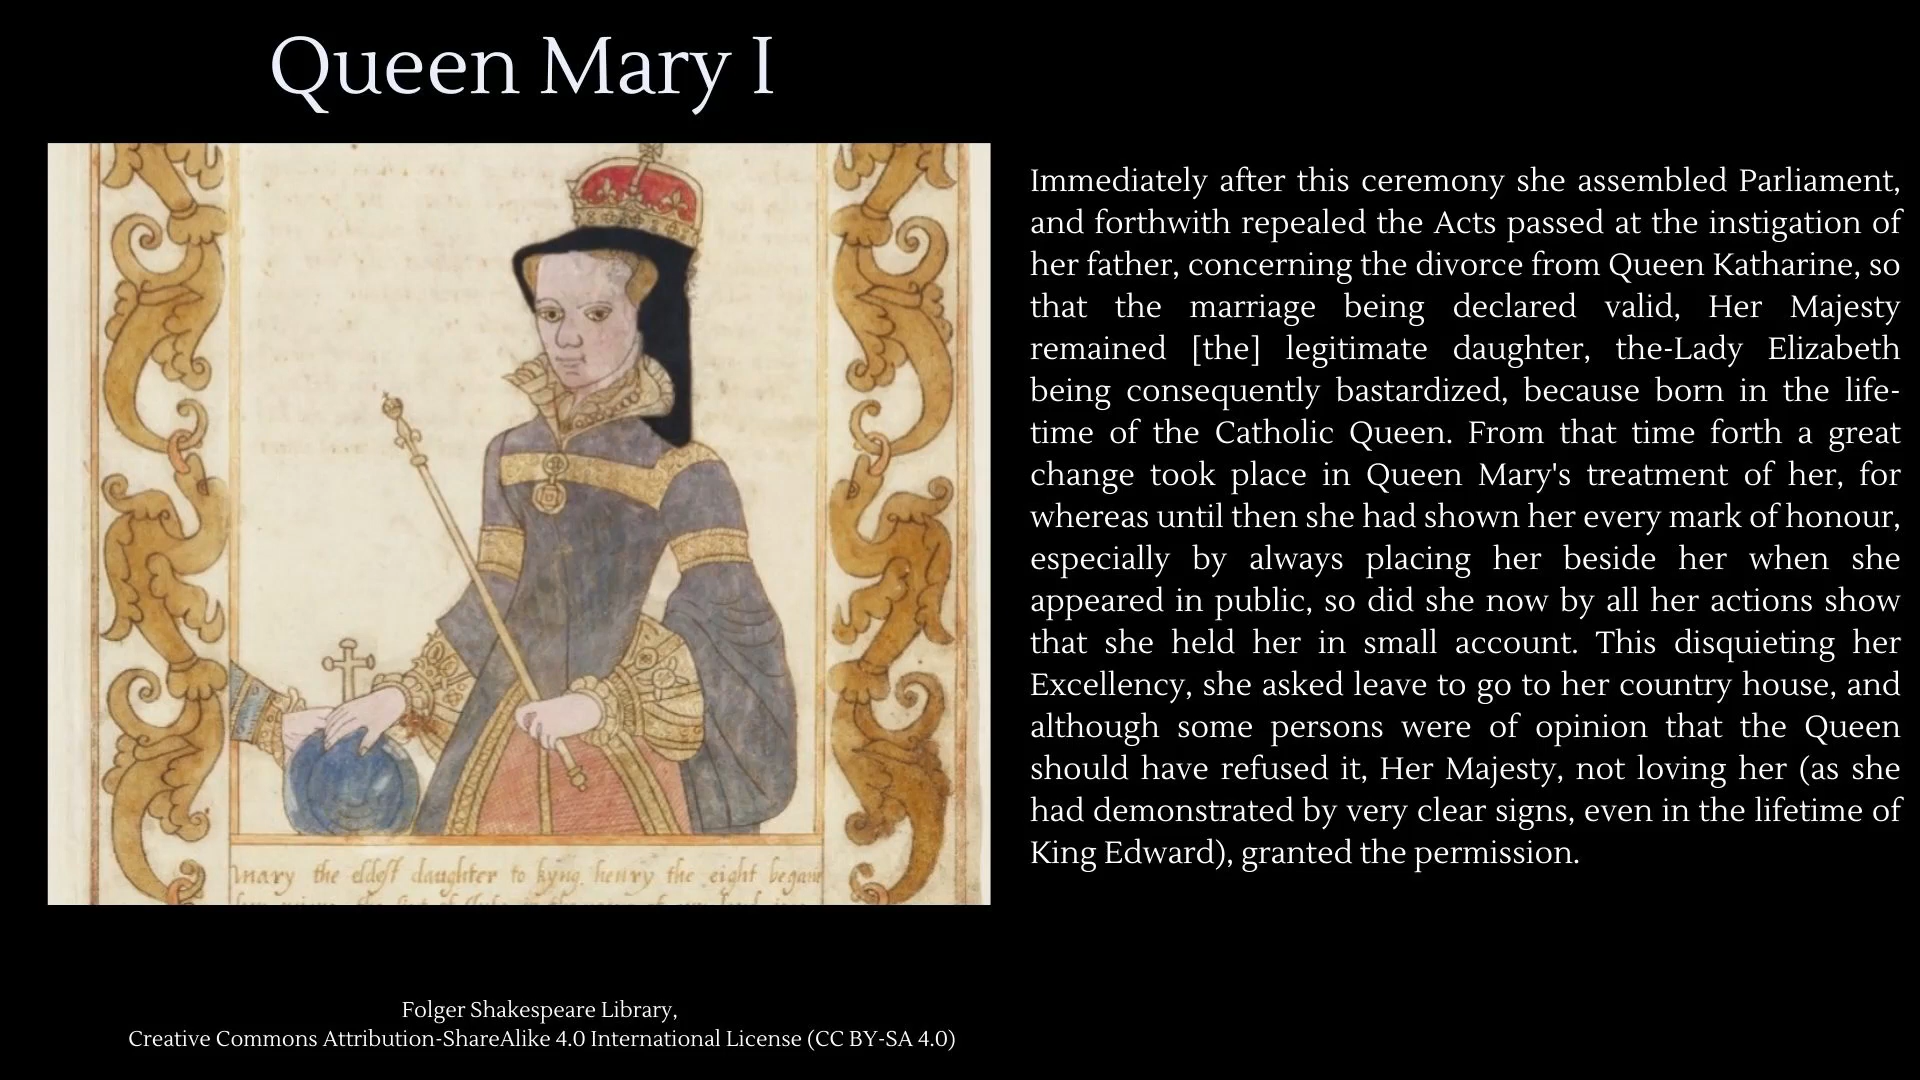 Queen Mary I
Immediately after this ceremony she assembled Parliament,
and forthwith repealed the Acts passed at the instigation of
her father, concerning the divorce from Queen Katharine, so
that the marriage being declared valid, Her Majesty
remained [the] legitimate daughter, the-Lady Elizabeth
being consequently bastardized, because born in the life-
time of the Catholic Queen. From that time forth a great
change took place in Queen Mary's treatment of her, for
whereas until then she had shown her every mark of honour,
especially by always placing her beside her when she
appeared in public, so did she now by all her actions show
that she held her in small account. This disquieting her
Excellency, she asked leave to go to her country house, and
although some persons were of opinion that the Queen
should have refused it, Her Majesty, not loving her (as she
had demonstrated by very clear signs, even in the lifetime of
King Edward), granted the permission.
mary the eldest daughter to kyng henry the eight began
Folger Shakespeare Library,
Creative Commons Attribution-ShareAlike 4.0 International License (CC BY-SA 4.0)